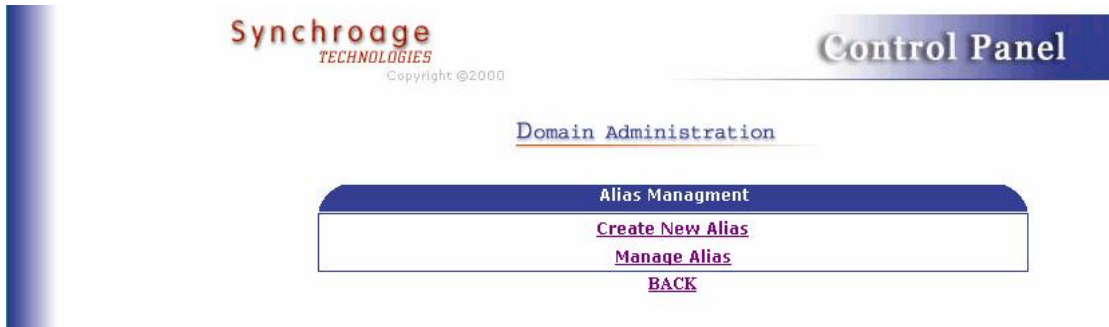 Synchroage
TECHNOLOGIES
Copyright ©2000
Control Panel
Domain Administration
Alias Managment
Create New Alias
Manage Alias
BACK